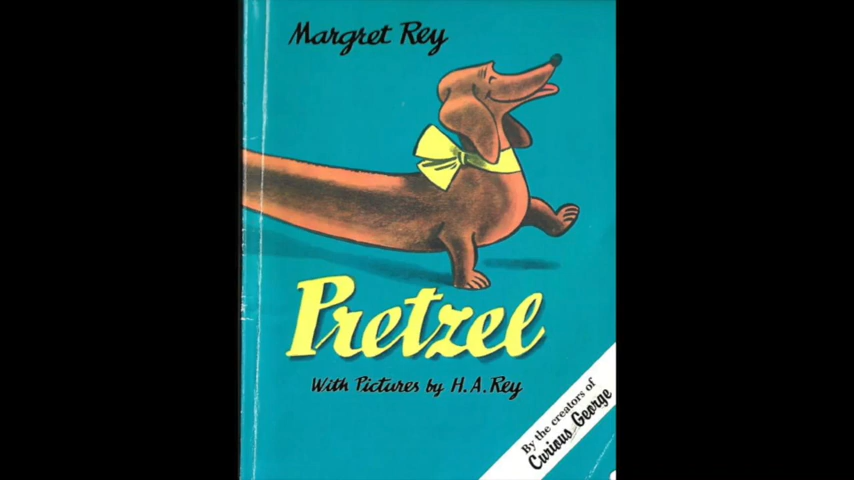 Margret Rey
Pretzel
With Pictures by H. A. Rey
By the creators of
Curious George